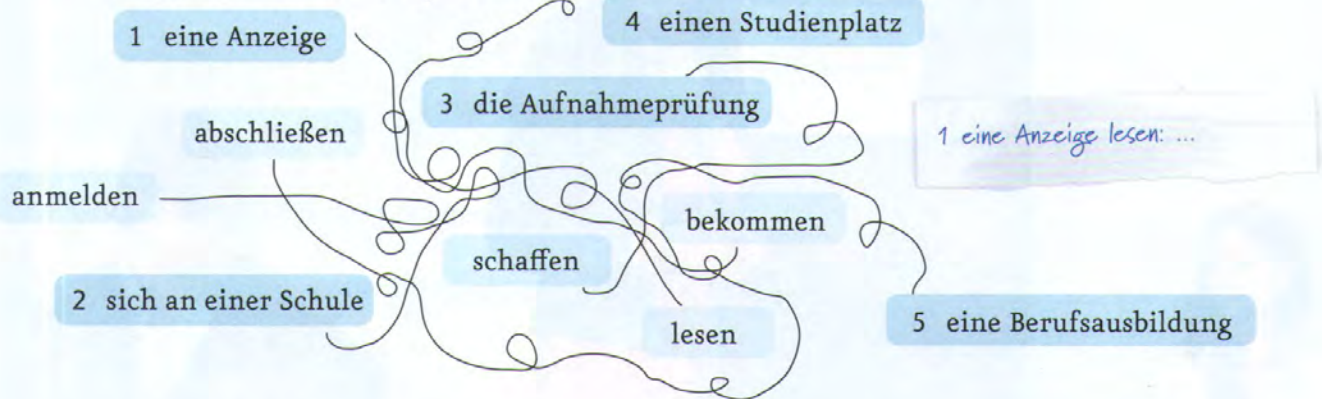 4 einen Studienplatz
1 eine Anzeige
3 die Aufnahmeprüfung
abschließen
1 eine Anzeige lesen: ...
anmelden
bekommen
schaffen
2 sich an einer Schule
5 eine Berufsausbildung
lesen